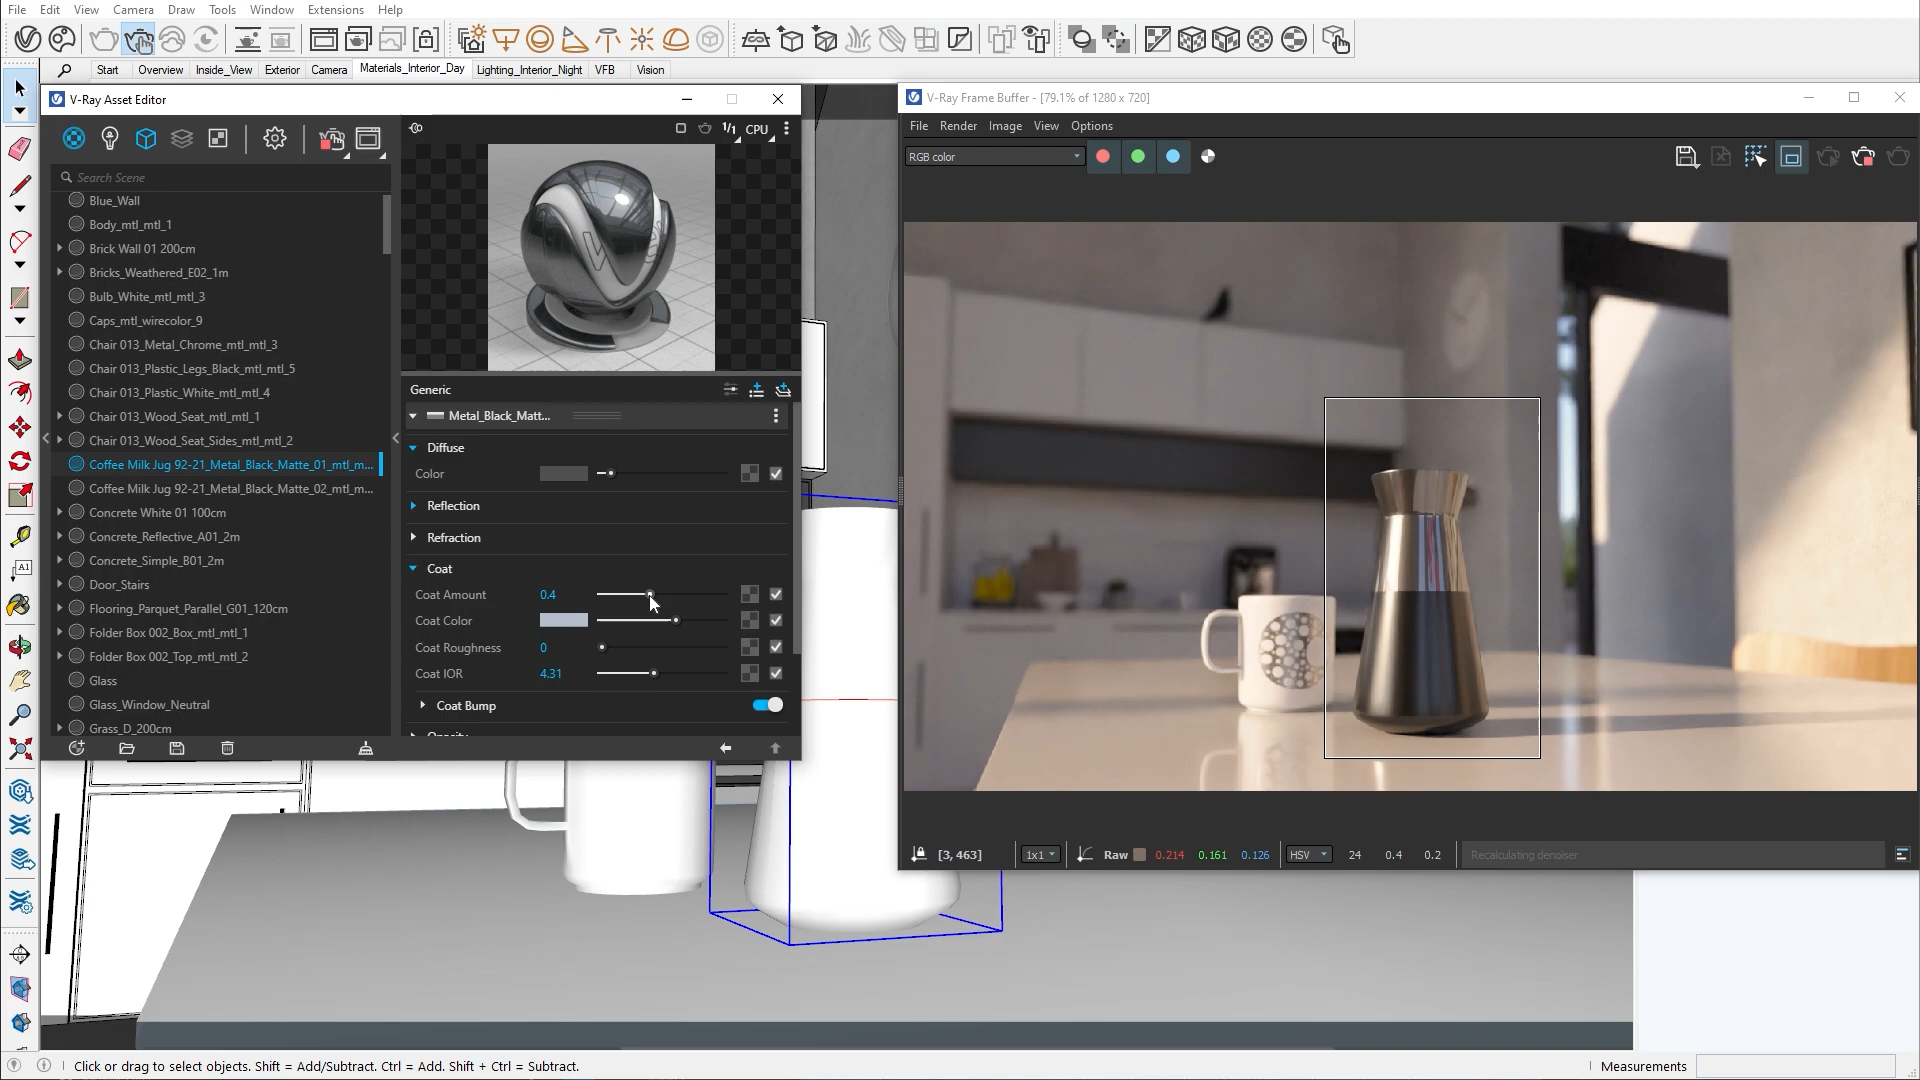 File Edit View Camera Draw Tools Window Extensions Help
Start Overview Inside_View Exterior Camera Materials_Interior_Day Lighting_Interior_Night VFB Vision
V-Ray Asset Editor
1/1 CPU
Search Scene
Blue_Wall
Body_mtl_mtl_1
Brick Wall 01 200cm
Bricks_Weathered_E02_1m
Bulb_White_mtl_mtl_3
Caps_mtl_wirecolor_9
Chair 013_Metal_Chrome_mtl_mtl_3
Chair 013_Plastic_Legs_Black_mtl_mtl_5
Chair 013_Plastic_White_mtl_mtl_4
Chair 013_Wood_Seat_mtl_mtl_1
Chair 013_Wood_Seat_Sides_mtl_mtl_2
Coffee Milk Jug 92-21_Metal_Black_Matte_01_mtl_m...
Coffee Milk Jug 92-21_Metal_Black_Matte_02_mtl_m...
Concrete White 01 100cm
Concrete_Reflective_A01_2m
Concrete_Simple_B01_2m
Door_Stairs
Flooring_Parquet_Parallel_G01_120cm
Folder Box 002_Box_mtl_mtl_1
Folder Box 002_Top_mtl_mtl_2
Glass
Glass_Window_Neutral
Grass_D_200cm
Generic
Metal_Black_Matt...
Diffuse
Color
Reflection
Refraction
Coat
Coat Amount 0.4
Coat Color
Coat Roughness 0
Coat IOR 4.31
Coat Bump
Opacity
V-Ray Frame Buffer - [79.1% of 1280 x 720]
File Render Image View Options
RGB color
[3, 463] 1x1 Raw 0.214 0.161 0.126 HSV 24 0.4 0.2 Recalculating denoiser
A1
Click or drag to select objects. Shift = Add/Subtract. Ctrl = Add. Shift + Ctrl = Subtract.
Measurements